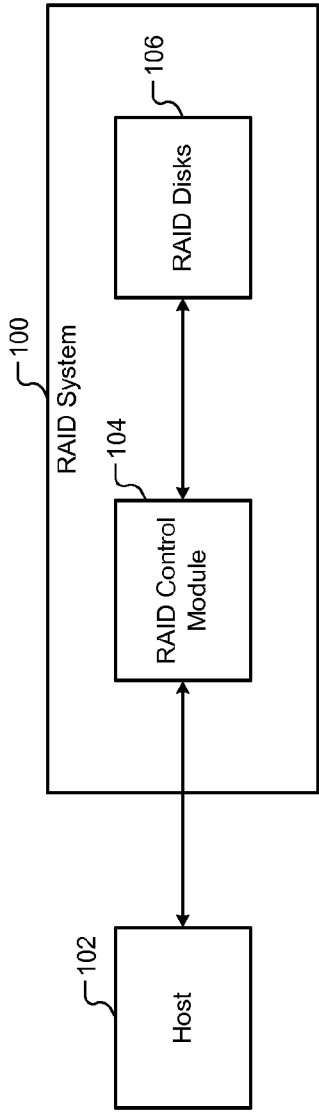 100
RAID System
102
Host
104
RAID Control
Module
106
RAID Disks